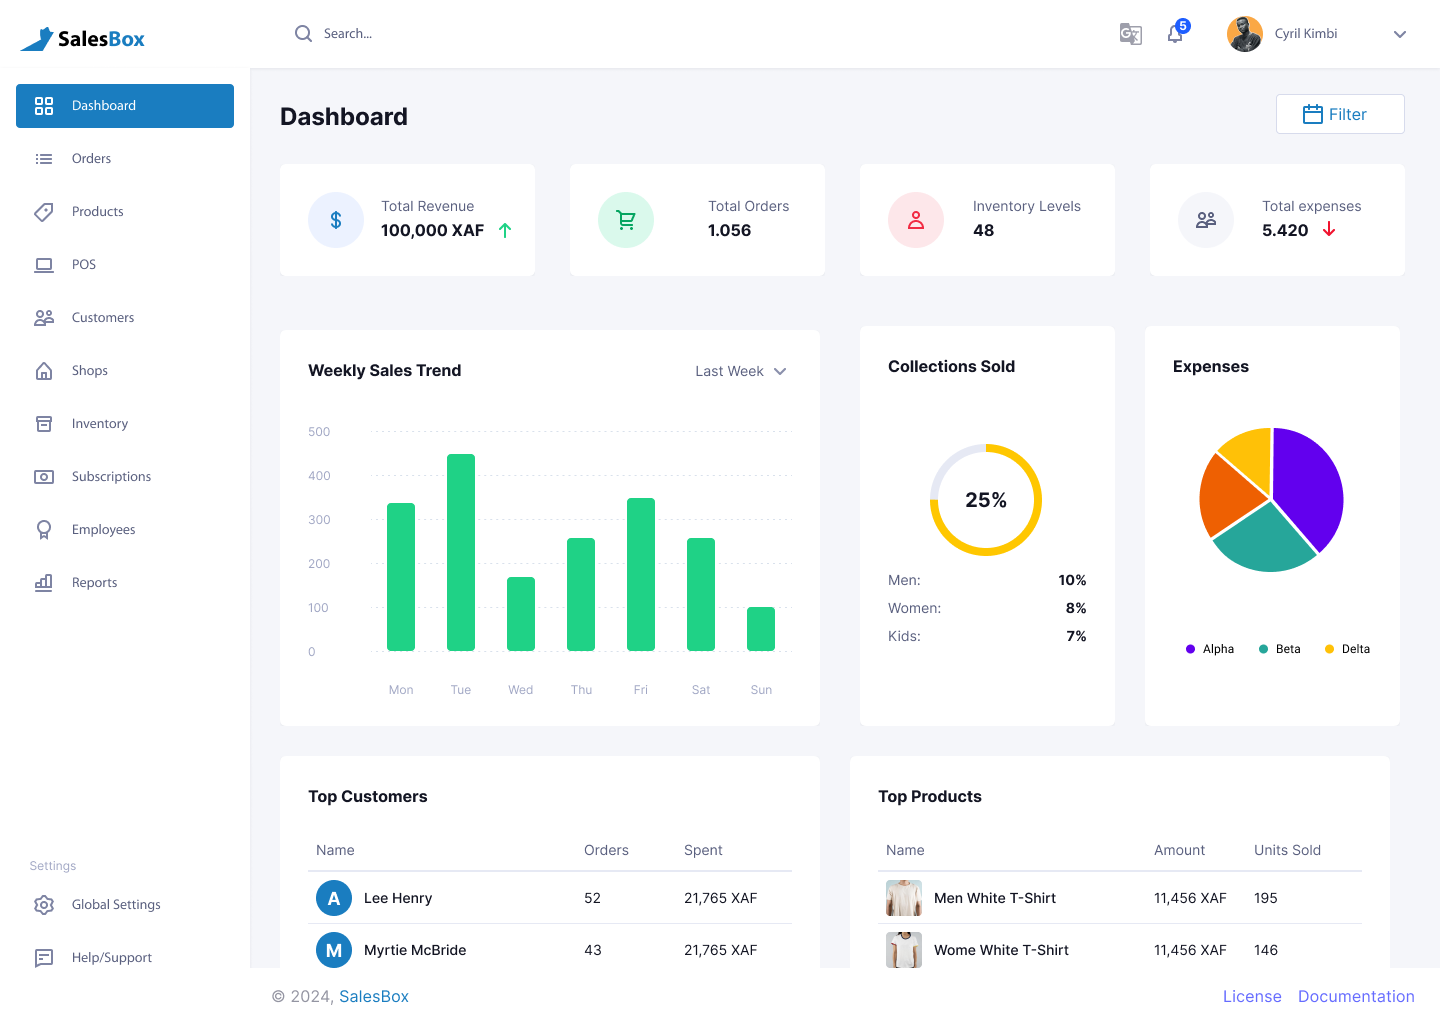 SalesBox
Search...
5
Cyril Kimbi
Dashboard
Orders
Products
POS
Customers
Shops
Inventory
Subscriptions
Employees
Reports
Settings
Global Settings
Help/Support
Dashboard
Filter
Total Revenue
100,000 XAF
Total Orders
1.056
Inventory Levels
48
Total expenses
5.420
Weekly Sales Trend
Last Week
500
400
300
200
100
0
Mon Tue Wed Thu Fri Sat Sun
Collections Sold
25%
Men: 10%
Women: 8%
Kids: 7%
Expenses
Alpha Beta Delta
Top Customers
Name Orders Spent
A Lee Henry 52 21,765 XAF
M Myrtie McBride 43 21,765 XAF
Top Products
Name Amount Units Sold
Men White T-Shirt 11,456 XAF 195
Wome White T-Shirt 11,456 XAF 146
© 2024, SalesBox
License Documentation